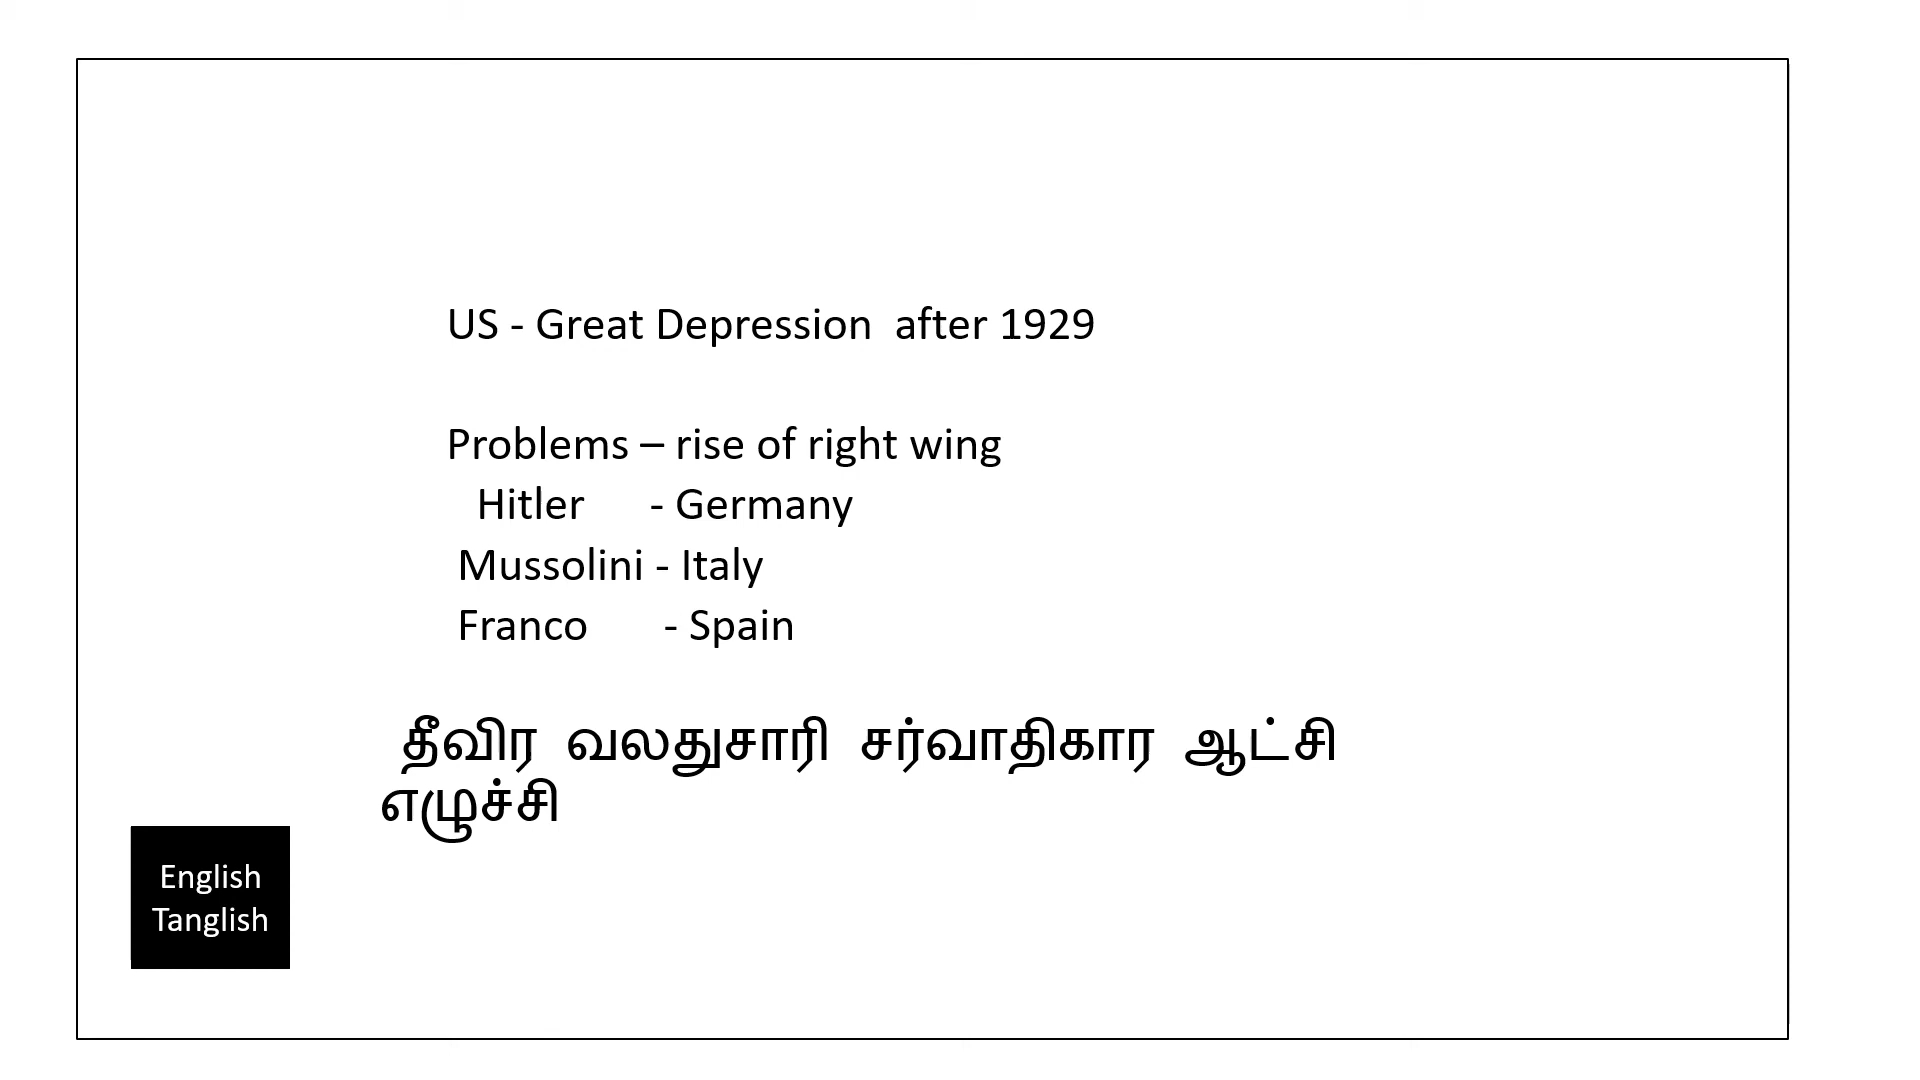 US - Great Depression  after 1929
Problems – rise of right wing
Hitler      - Germany
Mussolini - Italy
Franco       - Spain
தீவிர வலதுசாரி சர்வாதிகார ஆட்சி
எழுச்சி
English
Tanglish